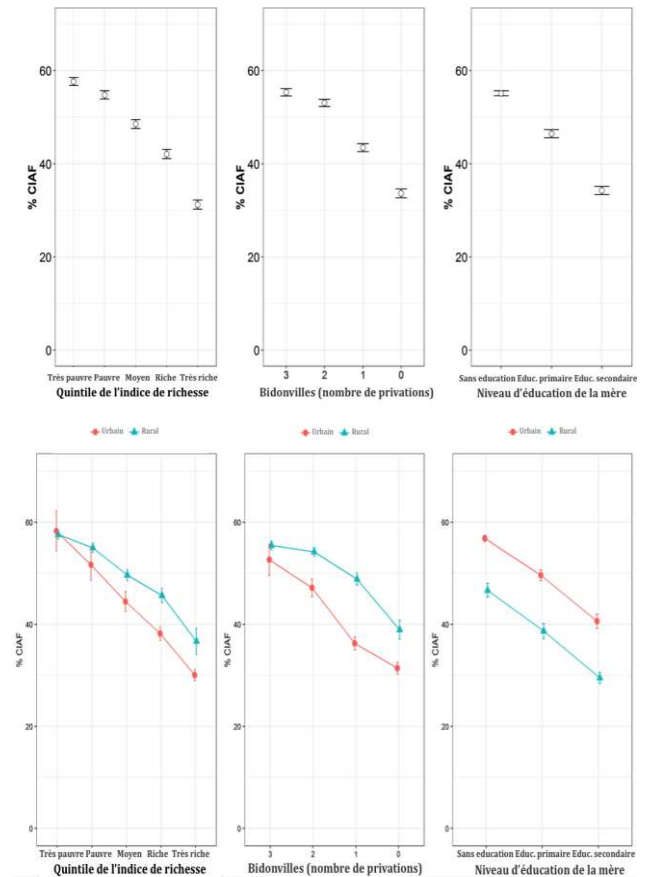 60
40
20
0
% CIAF
Très pauvre Pauvre Moyen Riche Très riche
Quintile de l'indice de richesse
60
40
20
0
% CIAF
3 2 1 0
Bidonvilles (nombre de privations)
60
40
20
0
% CIAF
Sans education Educ. primaire Educ. secondaire
Niveau d'éducation de la mère
Urbain Rural
60
40
20
0
% CIAF
Très pauvre Pauvre Moyen Riche Très riche
Quintile de l'indice de richesse
Urbain Rural
60
40
20
0
% CIAF
3 2 1 0
Bidonvilles (nombre de privations)
Urbain Rural
60
40
20
0
% CIAF
Sans education Educ. primaire Educ. secondaire
Niveau d'éducation de la mère